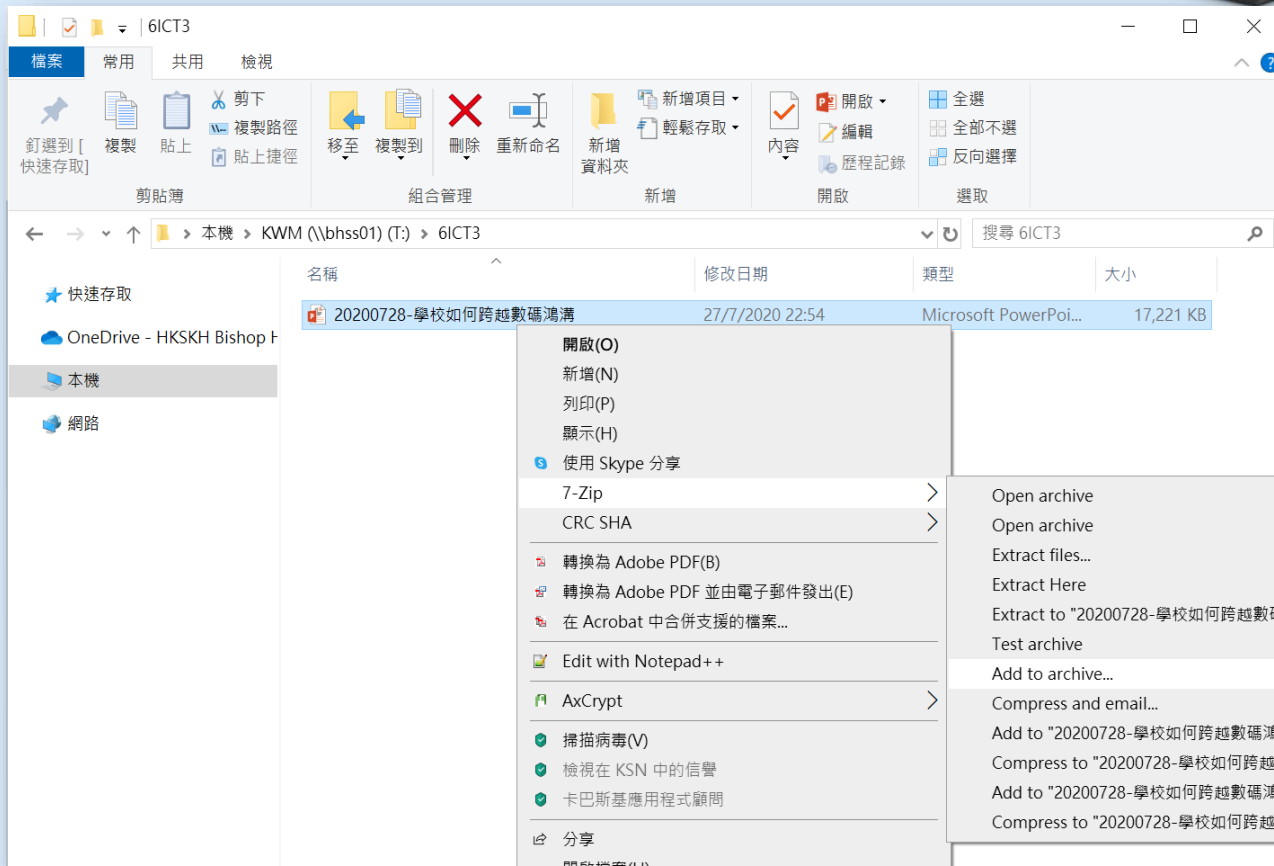 6ICT3
檔案 常用 共用 檢視
釘選到 [
快速存取]
複製
貼上
剪下
複製路徑
貼上捷徑
剪貼簿
移至
複製到
刪除
重新命名
組合管理
新增
資料夾
新增項目
輕鬆存取
新增
內容
開啟
編輯
歷程記錄
開啟
全選
全部不選
反向選擇
選取
本機 > KWM (\\bhss01) (T:) > 6ICT3
搜尋 6ICT3
快速存取
OneDrive - HKSKH Bishop H
本機
網路
名稱 修改日期 類型 大小
20200728-學校如何跨越數碼鴻溝 27/7/2020 22:54 Microsoft PowerPoi... 17,221 KB
開啟(O)
新增(N)
列印(P)
顯示(H)
使用 Skype 分享
7-Zip
CRC SHA
轉換為 Adobe PDF(B)
轉換為 Adobe PDF 並由電子郵件發出(E)
在 Acrobat 中合併支援的檔案...
Edit with Notepad++
AxCrypt
掃描病毒(V)
檢視在 KSN 中的信譽
卡巴斯基應用程式顧問
分享
Open archive
Open archive
Extract files...
Extract Here
Extract to "20200728-學校如何跨越數碼
Test archive
Add to archive...
Compress and email...
Add to "20200728-學校如何跨越數碼鴻
Compress to "20200728-學校如何跨越
Add to "20200728-學校如何跨越數碼鴻
Compress to "20200728-學校如何跨越